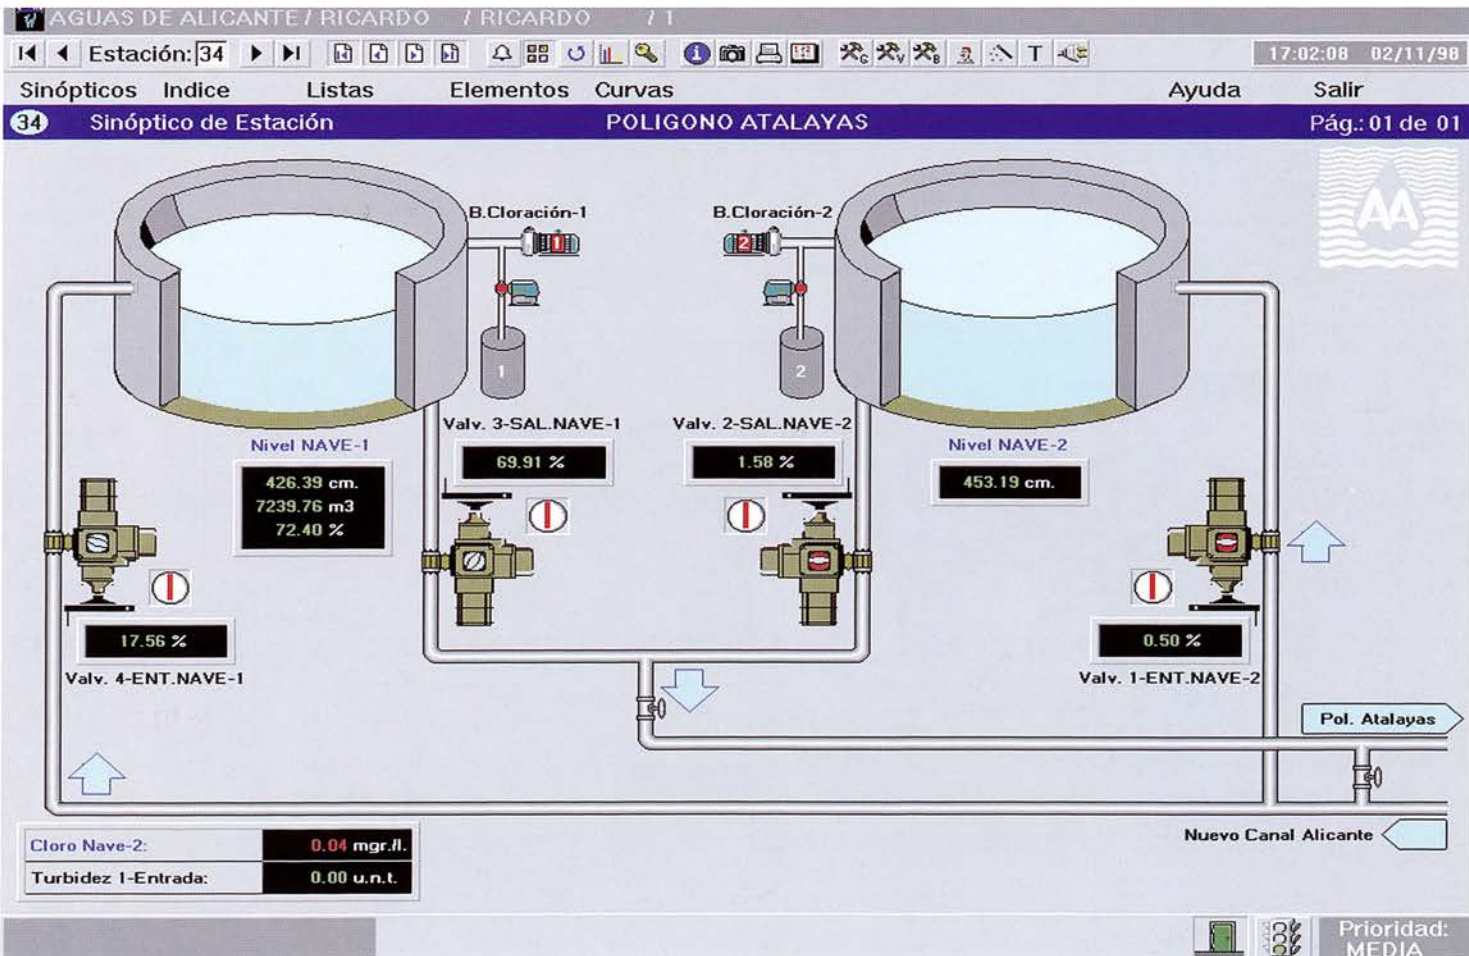 AGUAS DE ALICANTE / RICARDO / RICARDO / 1
Estación: 34 T 17:02:08 02/11/98
Sinópticos Indice Listas Elementos Curvas Ayuda Salir
34 Sinóptico de Estación POLIGONO ATALAYAS Pág.: 01 de 01
AA
B.Cloración-1 B.Cloración-2
1 2
1 2
Valv. 3-SAL.NAVE-1 Valv. 2-SAL.NAVE-2
Nivel NAVE-1 Nivel NAVE-2
69.91 % 1.58 %
426.39 cm. 453.19 cm.
7239.76 m3
72.40 %
17.56 % 0.50 %
Valv. 4-ENT.NAVE-1 Valv. 1-ENT.NAVE-2
Pol. Atalayas
Nuevo Canal Alicante
Cloro Nave-2: 0.04 mgr./l.
Turbidez 1-Entrada: 0.00 u.n.t.
Prioridad:
MEDIA